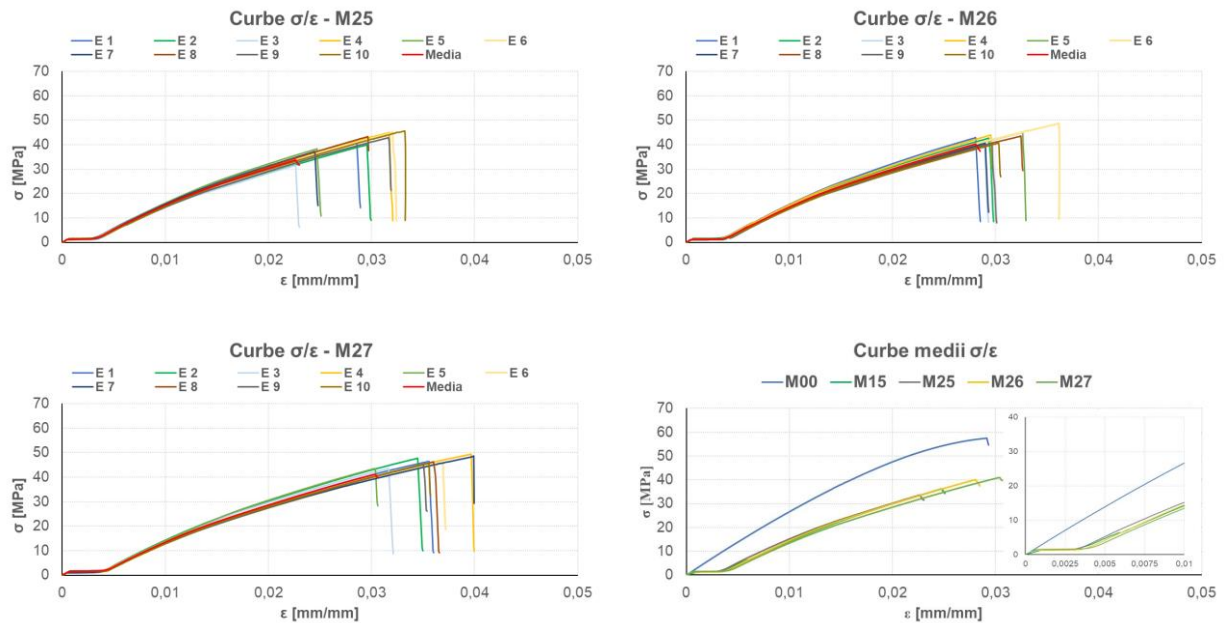 Curbe σ/ε - M25
E 1 E 2 E 3 E 4 E 5 E 6
E 7 E 8 E 9 E 10 Media
70
60
50
40
30
20
10
0
σ [MPa]
0 0,01 0,02 0,03 0,04 0,05
ε [mm/mm]
Curbe σ/ε - M26
E 1 E 2 E 3 E 4 E 5 E 6
E 7 E 8 E 9 E 10 Media
70
60
50
40
30
20
10
0
σ [MPa]
0 0,01 0,02 0,03 0,04 0,05
ε [mm/mm]
Curbe σ/ε - M27
E 1 E 2 E 3 E 4 E 5 E 6
E 7 E 8 E 9 E 10 Media
70
60
50
40
30
20
10
0
σ [MPa]
0 0,01 0,02 0,03 0,04 0,05
ε [mm/mm]
Curbe medii σ/ε
M00 M15 M25 M26 M27
70
60
50
40
30
20
10
0
σ [MPa]
0 0,01 0,02 0,03 0,04 0,05
ε [mm/mm]
40
30
20
10
0
0 0,0025 0,005 0,0075 0,01